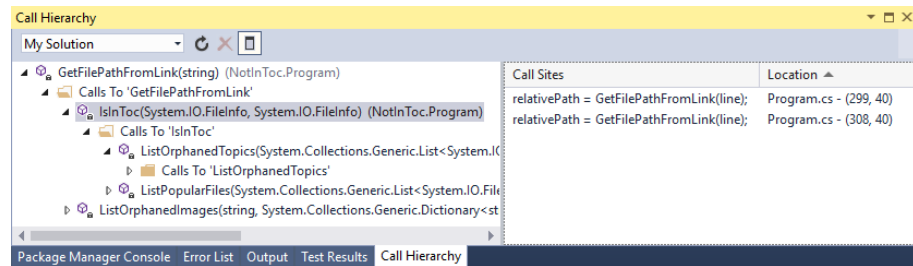 Call Hierarchy
My Solution
GetFilePathFromLink(string) (NotInToc.Program)
Calls To 'GetFilePathFromLink'
IsInToc(System.IO.FileInfo, System.IO.FileInfo) (NotInToc.Program)
Calls To 'IsInToc'
ListOrphanedTopics(System.Collections.Generic.List<System.IO
Calls To 'ListOrphanedTopics'
ListPopularFiles(System.Collections.Generic.List<System.IO.File
ListOrphanedImages(string, System.Collections.Generic.Dictionary<st
Call Sites Location
relativePath = GetFilePathFromLink(line); Program.cs - (299, 40)
relativePath = GetFilePathFromLink(line); Program.cs - (308, 40)
Package Manager Console Error List Output Test Results Call Hierarchy